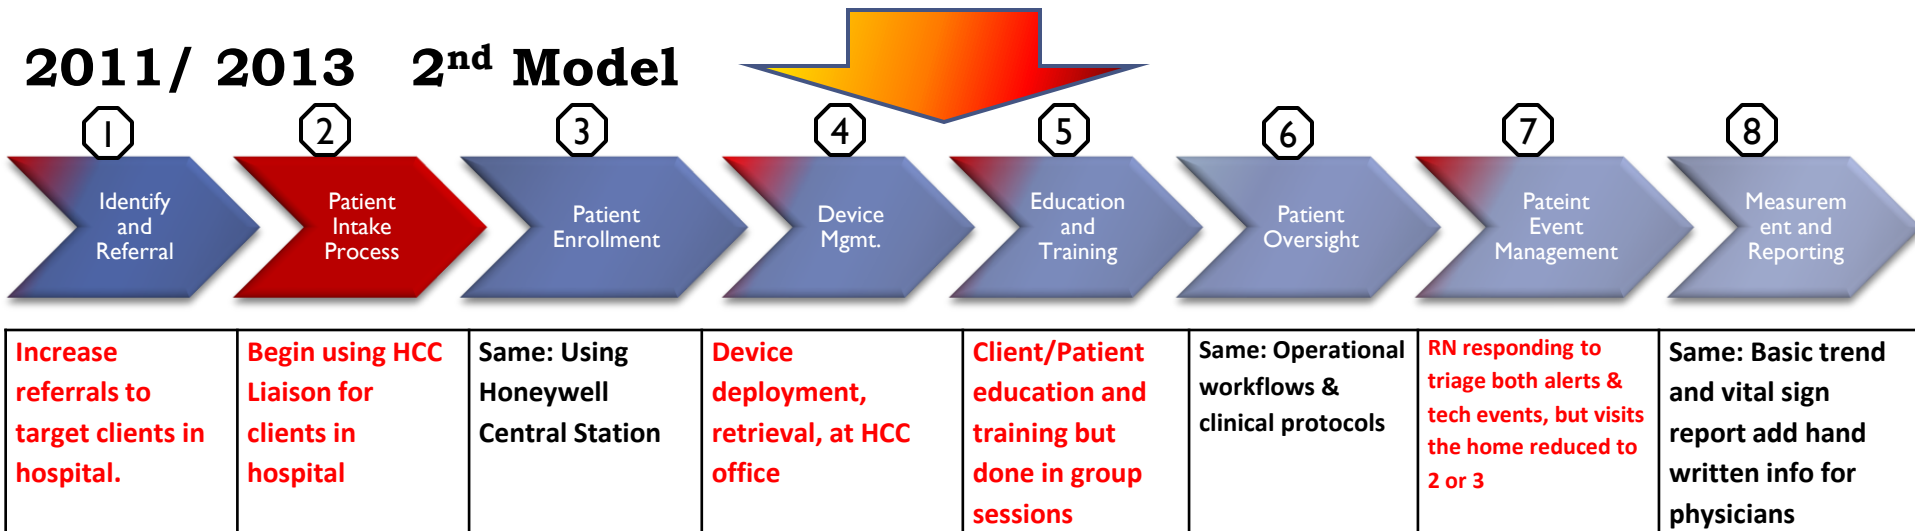 2011/ 2013 2nd Model
1
2
3
4
5
6
7
8
Identify
and
Referral
Patient
Intake
Process
Patient
Enrollment
Device
Mgmt.
Education
and
Training
Patient
Oversight
Pateint
Event
Management
Measurem
ent and
Reporting
Increase
referrals to
target clients in
hospital.
Begin using HCC
Liaison for
clients in
hospital
Same: Using
Honeywell
Central Station
Device
deployment,
retrieval, at HCC
office
Client/Patient
education and
training but
done in group
sessions
Same: Operational
workflows &
clinical protocols
RN responding to
triage both alerts &
tech events, but visits
the home reduced to
2 or 3
Same: Basic trend
and vital sign
report add hand
written info for
physicians